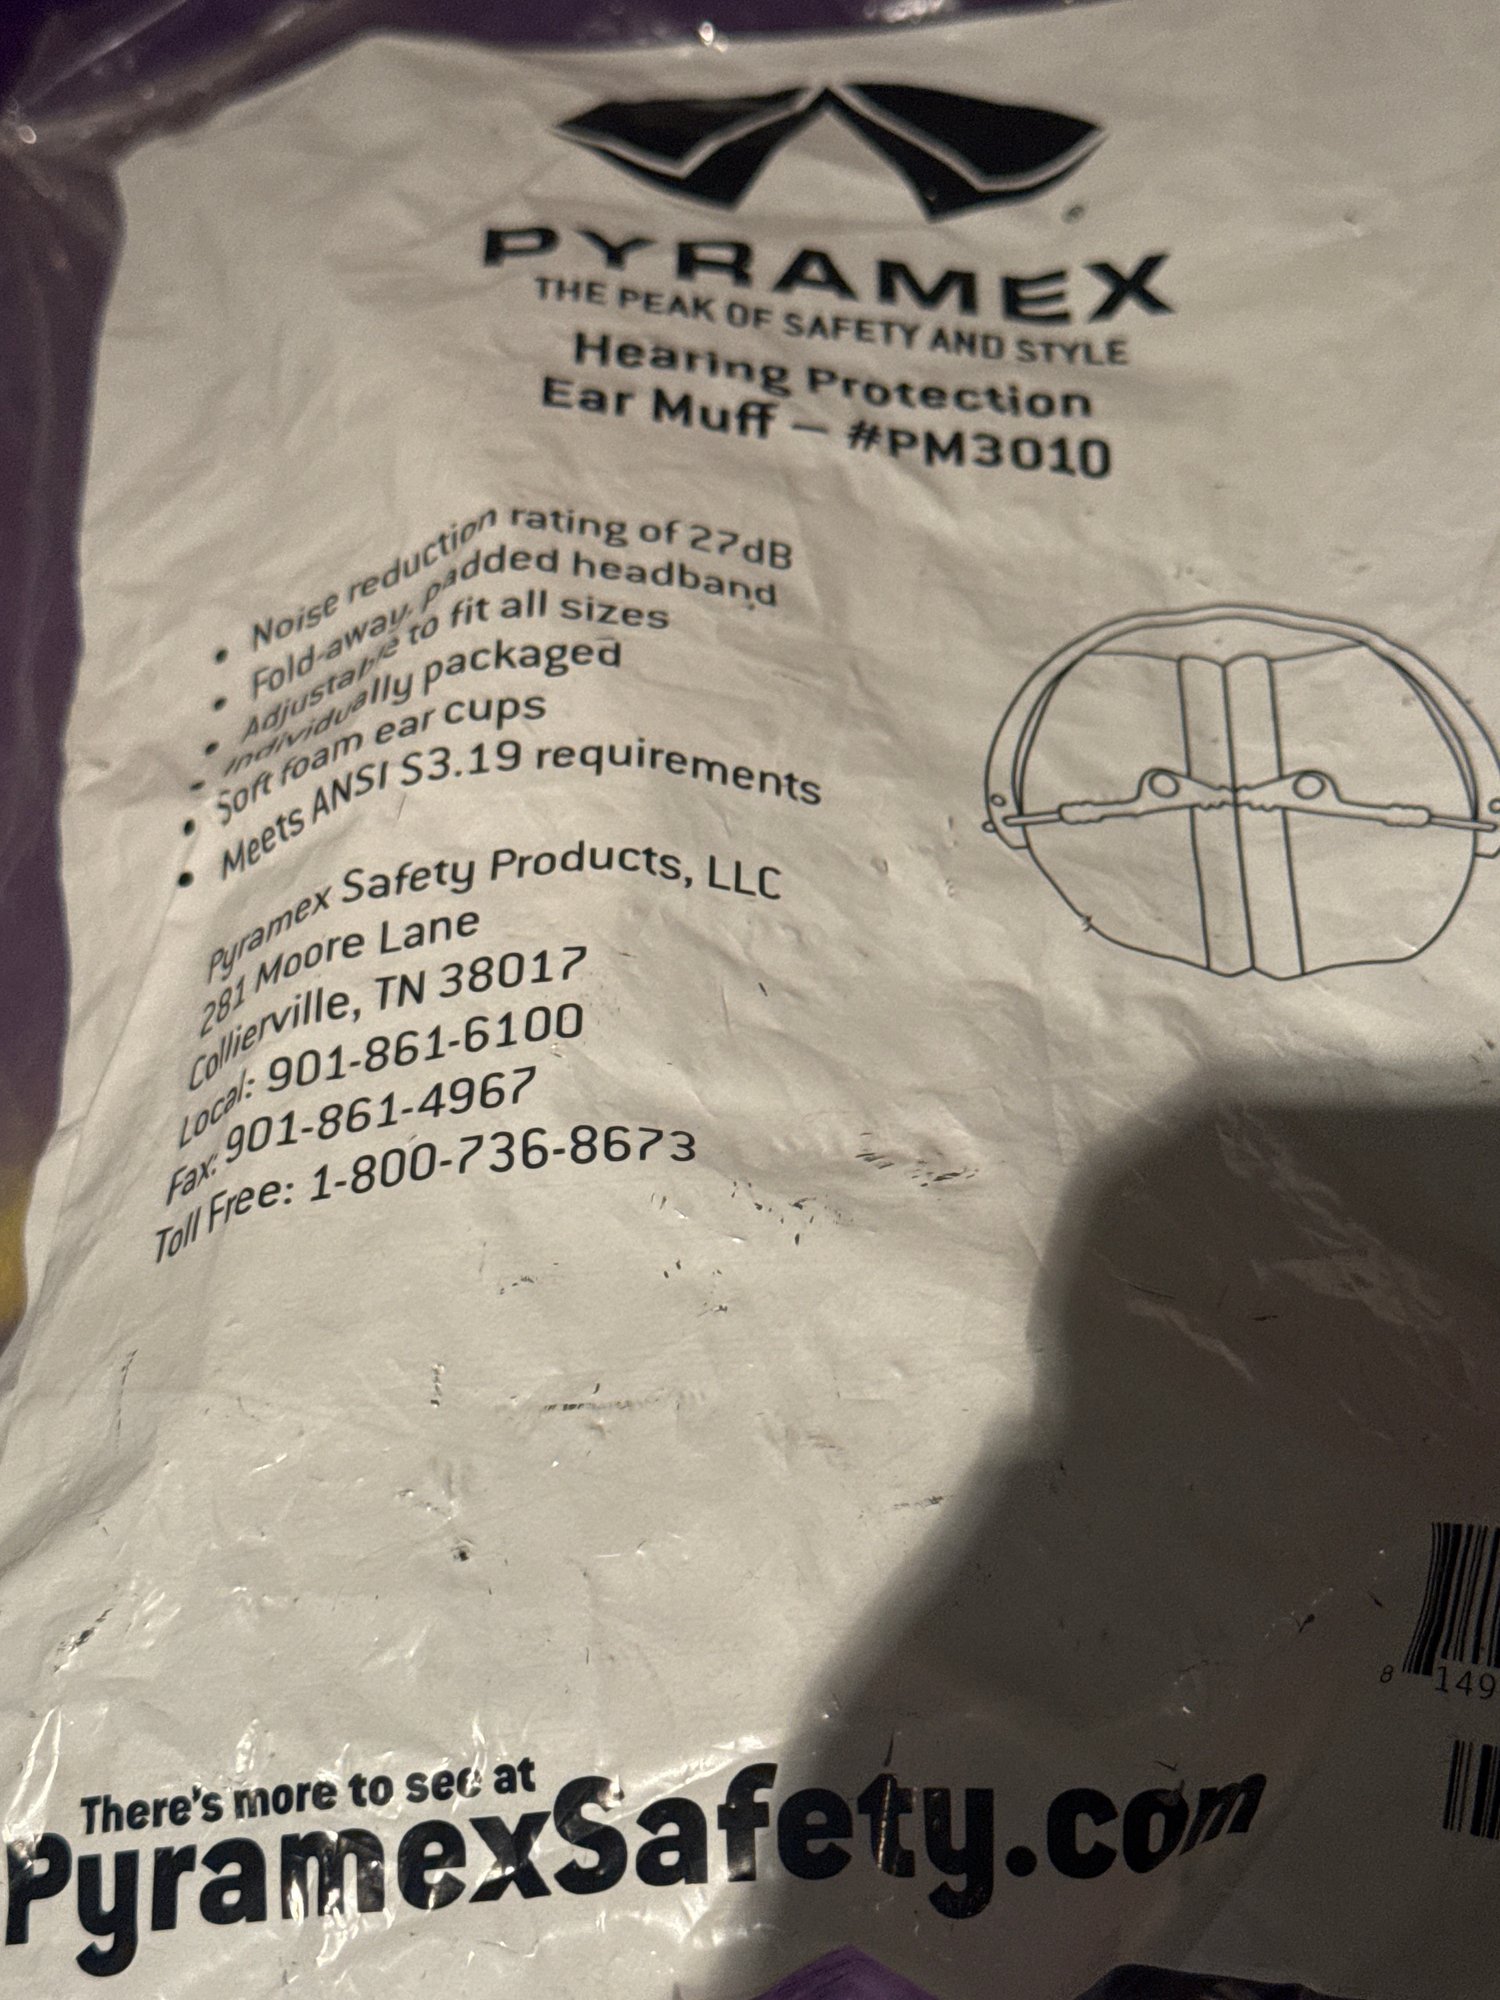 PYRAMEX
THE PEAK OF SAFETY AND STYLE
Hearing Protection
Ear Muff – #PM3010
• Noise reduction rating of 27dB
• Fold-away, padded headband
• Adjustable to fit all sizes
• Individually packaged
• Soft foam ear cups
• Meets ANSI S3.19 requirements
Pyramex Safety Products, LLC
281 Moore Lane
Collierville, TN 38017
Local: 901-861-6100
Fax: 901-861-4967
Toll Free: 1-800-736-8673
8 149
There's more to see at
PyramexSafety.com